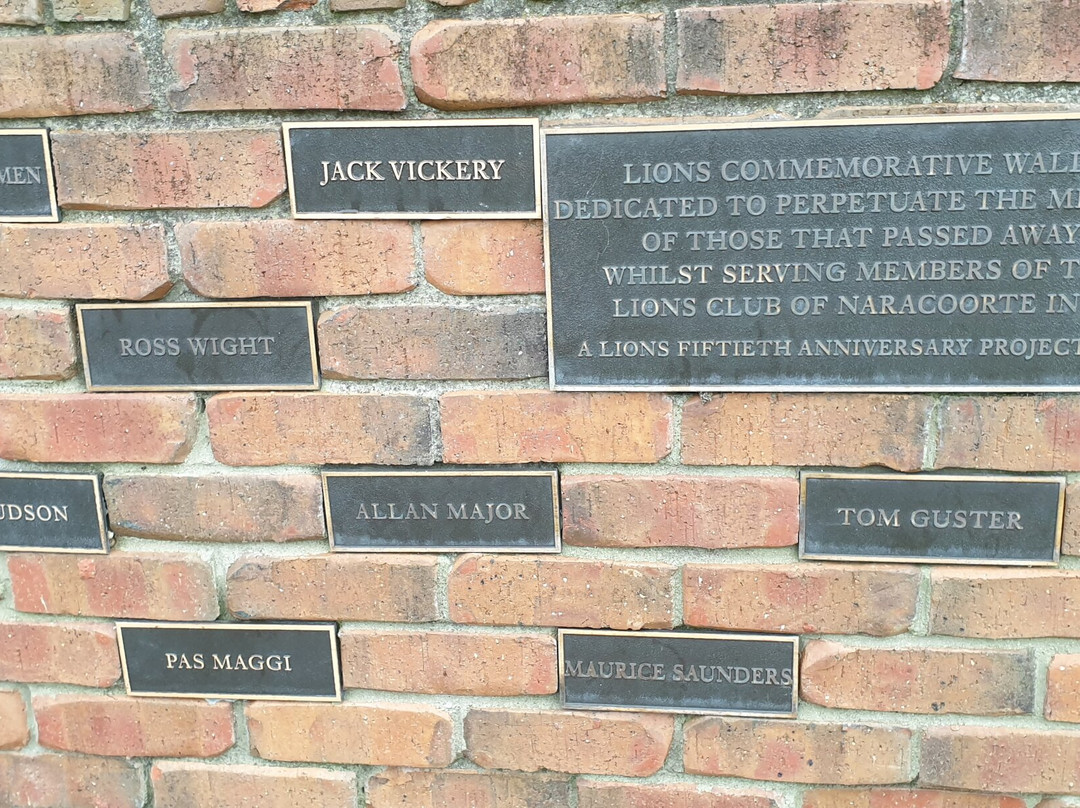 MEN
JACK VICKERY
LIONS COMMEMORATIVE WALL
DEDICATED TO PERPETUATE THE
OF THOSE THAT PASSED AWAY
WHILST SERVING MEMBERS OF
LIONS CLUB OF NARACOORTE IN
A LIONS FIFTIETH ANNIVERSARY PROJECT
ROSS WIGHT
UDSON
ALLAN MAJOR
TOM GUSTER
PAS MAGGI
MAURICE SAUNDERS